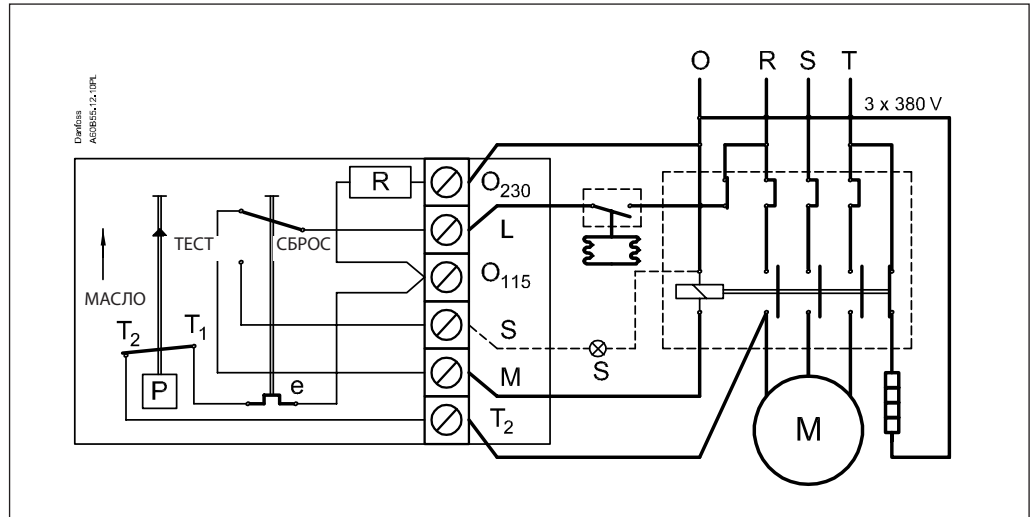 O R S T
3 x 380 V
Danfoss
A60B55.12.10PL
R
O230
L
ТЕСТ
СБРОС
O115
МАСЛО
S
S
T2
T1
M
P
e
T2
M